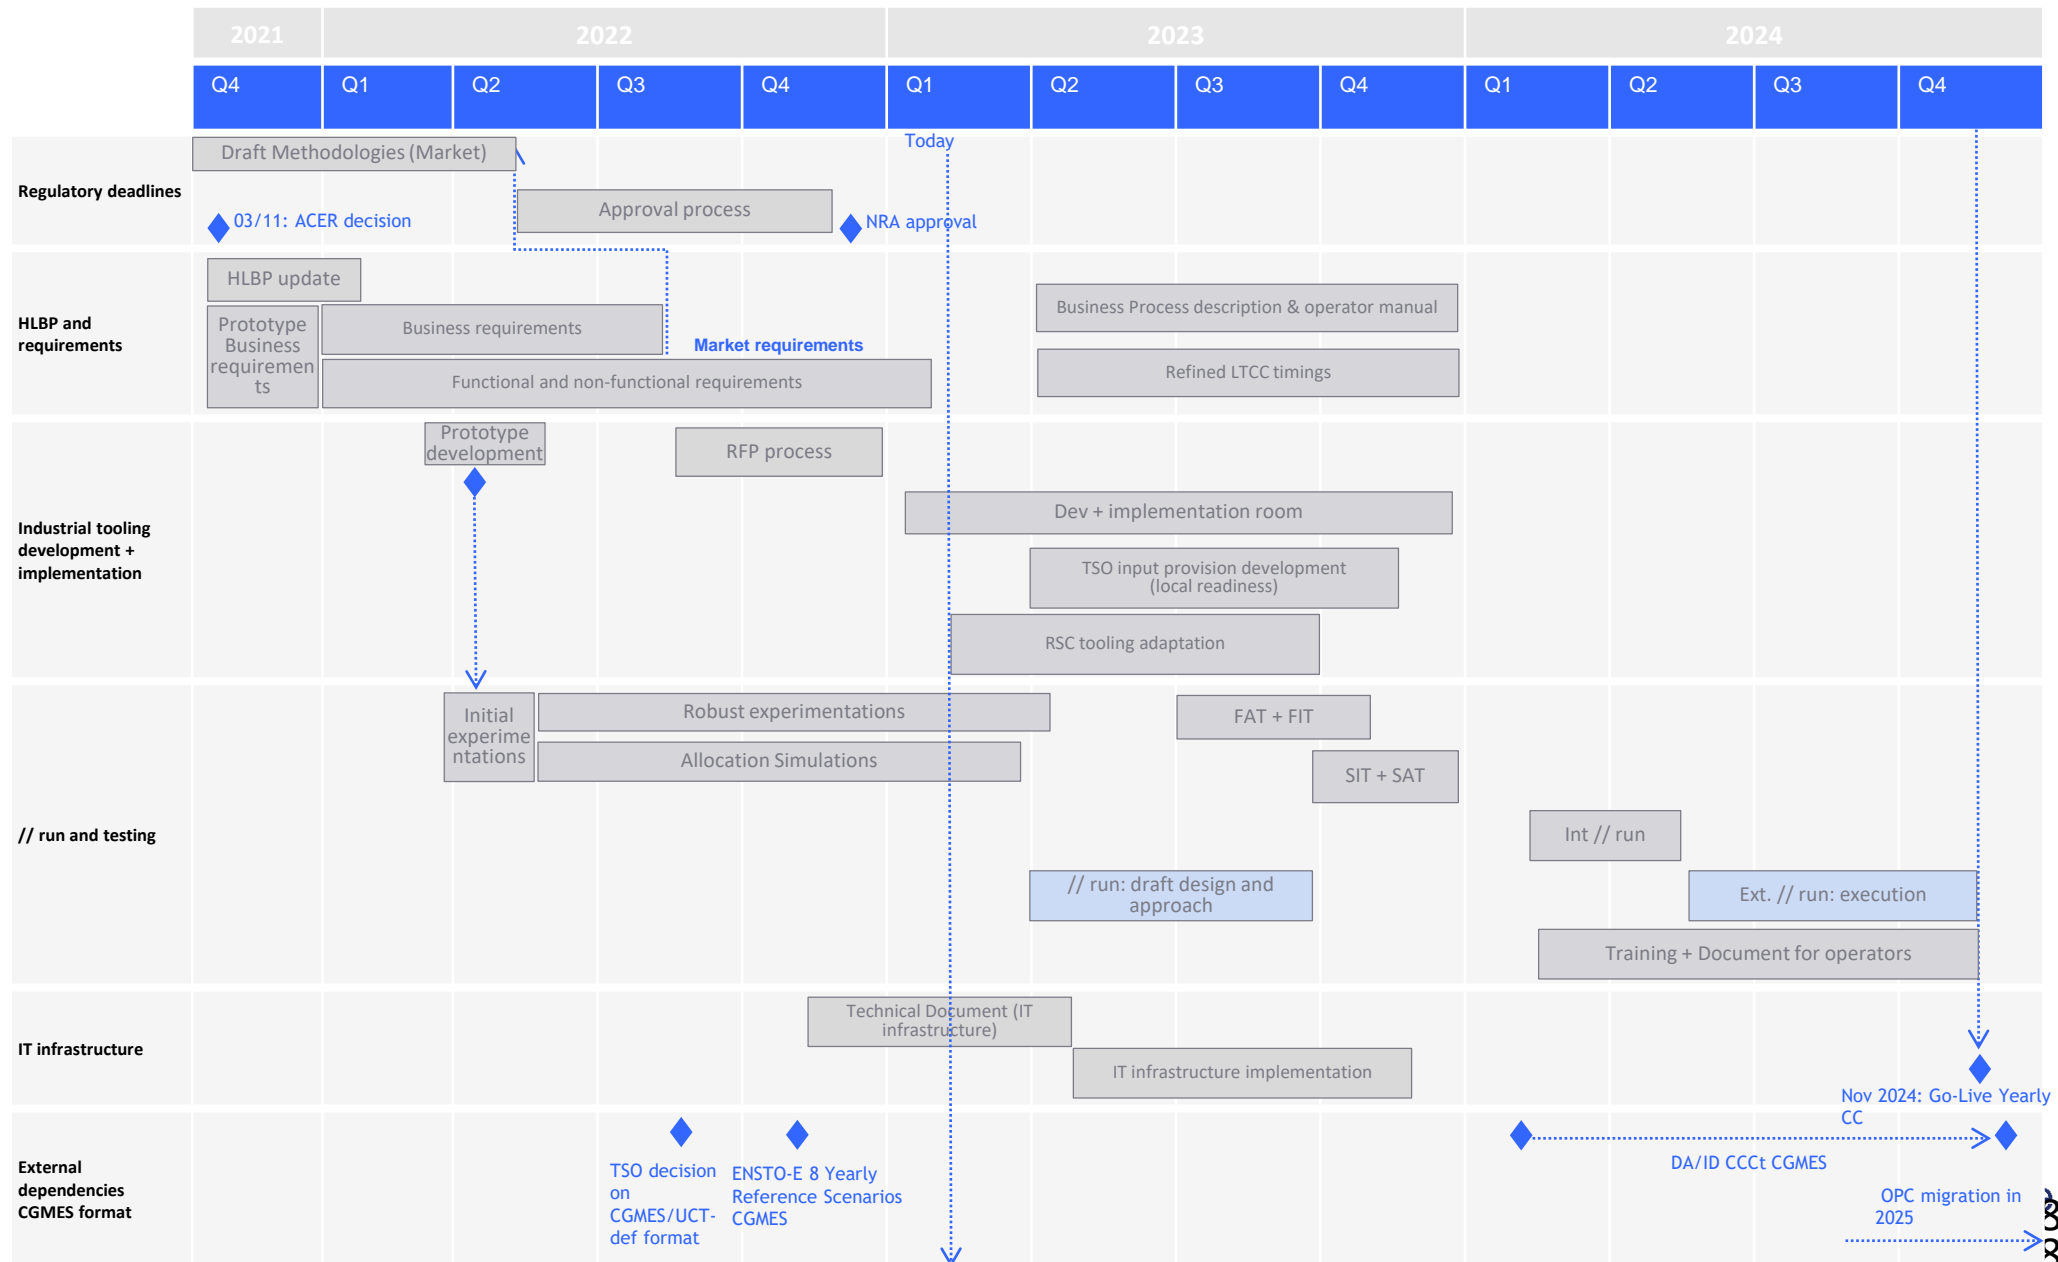 2021 2022 2023 2024
Q4 Q1 Q2 Q3 Q4 Q1 Q2 Q3 Q4 Q1 Q2 Q3 Q4
Today
Regulatory deadlines
Draft Methodologies (Market)
Approval process
03/11: ACER decision
NRA approval
HLBP and
requirements
HLBP update
Prototype
Business
requiremen
ts
Business requirements
Market requirements
Functional and non-functional requirements
Business Process description & operator manual
Refined LTCC timings
Industrial tooling
development +
implementation
Prototype
development
RFP process
Dev + implementation room
TSO input provision development
(local readiness)
RSC tooling adaptation
// run and testing
Initial
experime
ntations
Robust experimentations
Allocation Simulations
FAT + FIT
SIT + SAT
Int // run
// run: draft design and
approach
Ext. // run: execution
Training + Document for operators
IT infrastructure
Technical Document (IT
infrastructure)
IT infrastructure implementation
Nov 2024: Go-Live Yearly
CC
External
dependencies
CGMES format
TSO decision
on
CGMES/UCT-
def format
ENSTO-E 8 Yearly
Reference Scenarios
CGMES
DA/ID CCCt CGMES
OPC migration in
2025